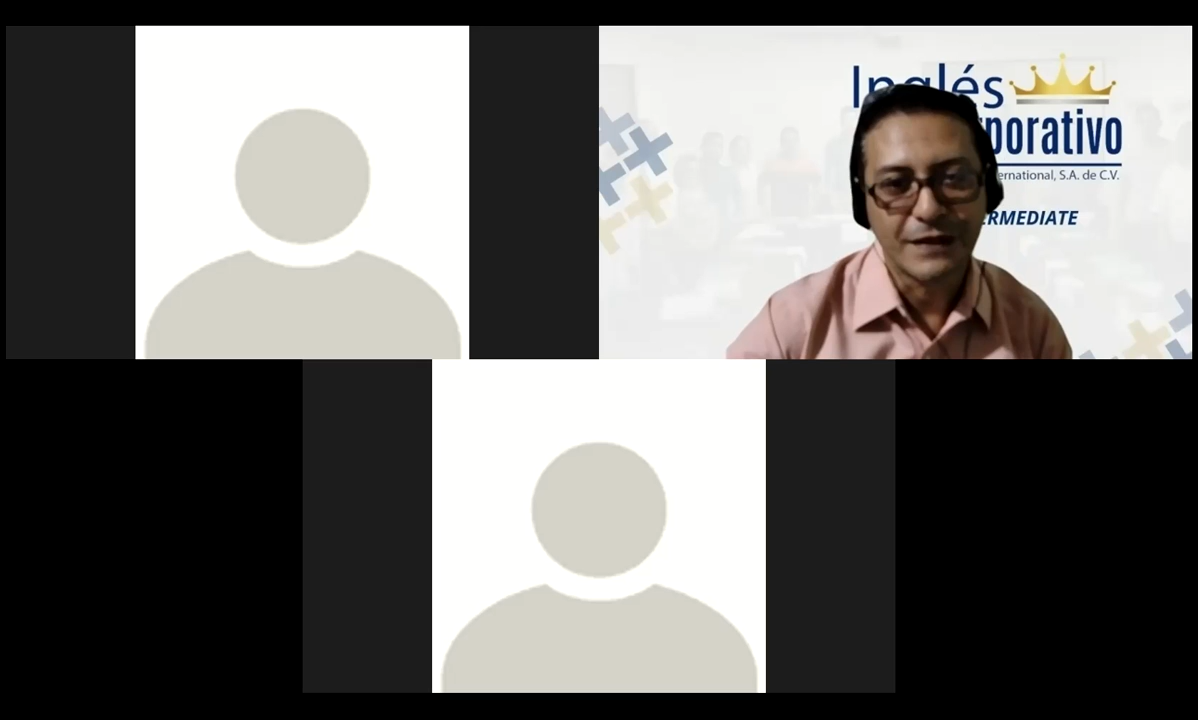 Inglés
porativo
ernational, S.A. de C.V.
ERMEDIATE